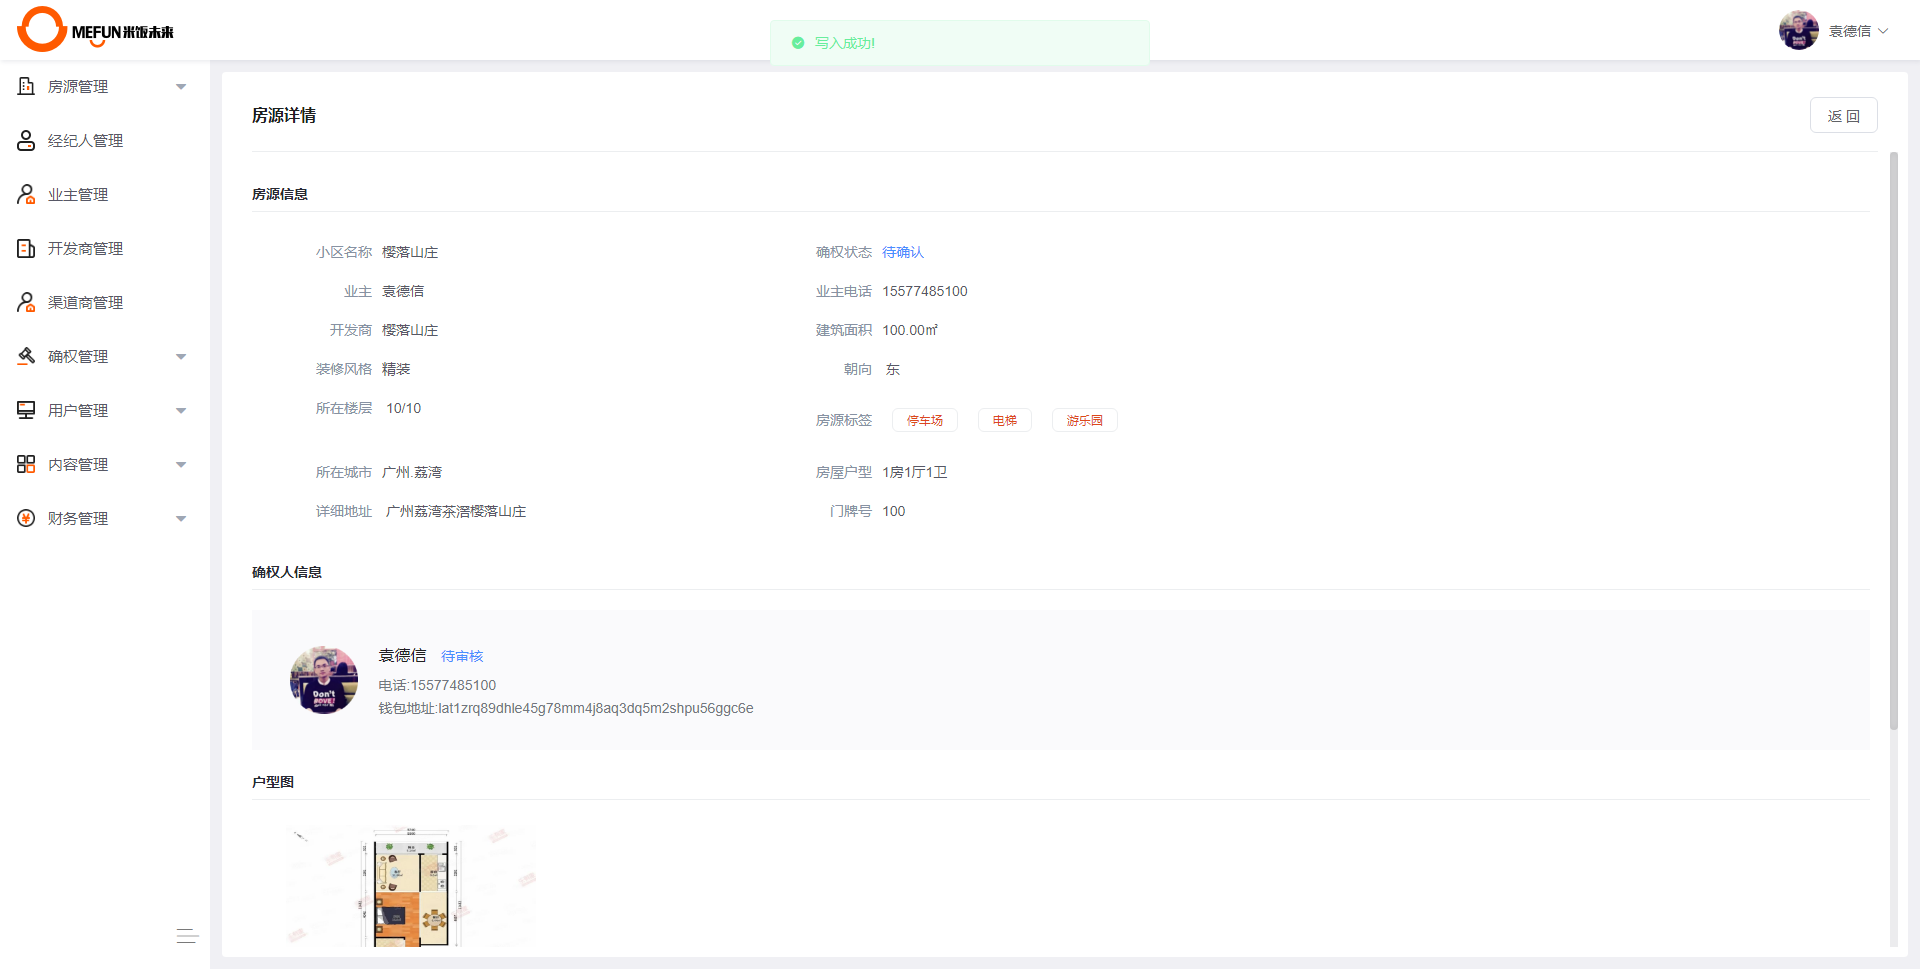 MEFUN 米饭未来
写入成功!
袁德信
房源管理
经纪人管理
业主管理
开发商管理
渠道商管理
确权管理
用户管理
内容管理
财务管理
房源详情
返 回
房源信息
小区名称 樱落山庄
确权状态 待确认
业主 袁德信
业主电话 15577485100
开发商 樱落山庄
建筑面积 100.00㎡
装修风格 精装
朝向 东
所在楼层 10/10
房源标签 停车场 电梯 游乐园
所在城市 广州.荔湾
房屋户型 1房1厅1卫
详细地址 广州荔湾茶滘樱落山庄
门牌号 100
确权人信息
袁德信 待审核
电话:15577485100
钱包地址:lat1zrq89dhle45g78mm4j8aq3dq5m2shpu56ggc6e
Don't
户型图